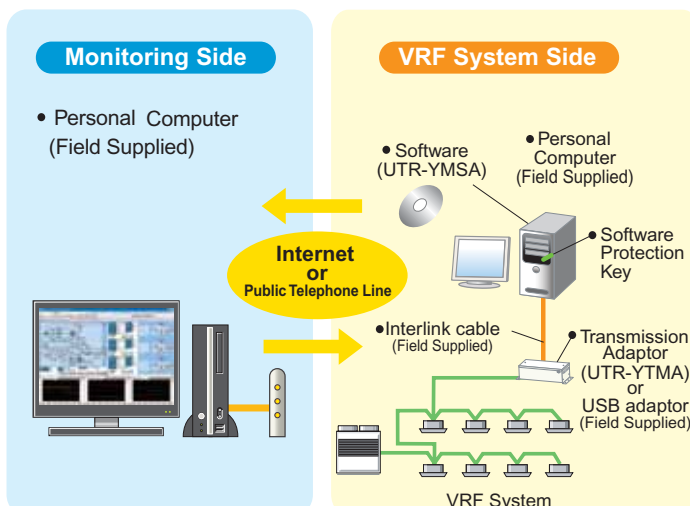 Monitoring Side
• Personal Computer
(Field Supplied)
Internet
or
Public Telephone Line
VRF System Side
• Software
(UTR-YMSA)
• Personal
Computer
(Field Supplied)
• Software
Protection
Key
•Interlink cable
(Field Supplied)
• Transmission
Adaptor
(UTR-YTMA)
or
USB adaptor
(Field Supplied)
VRF System